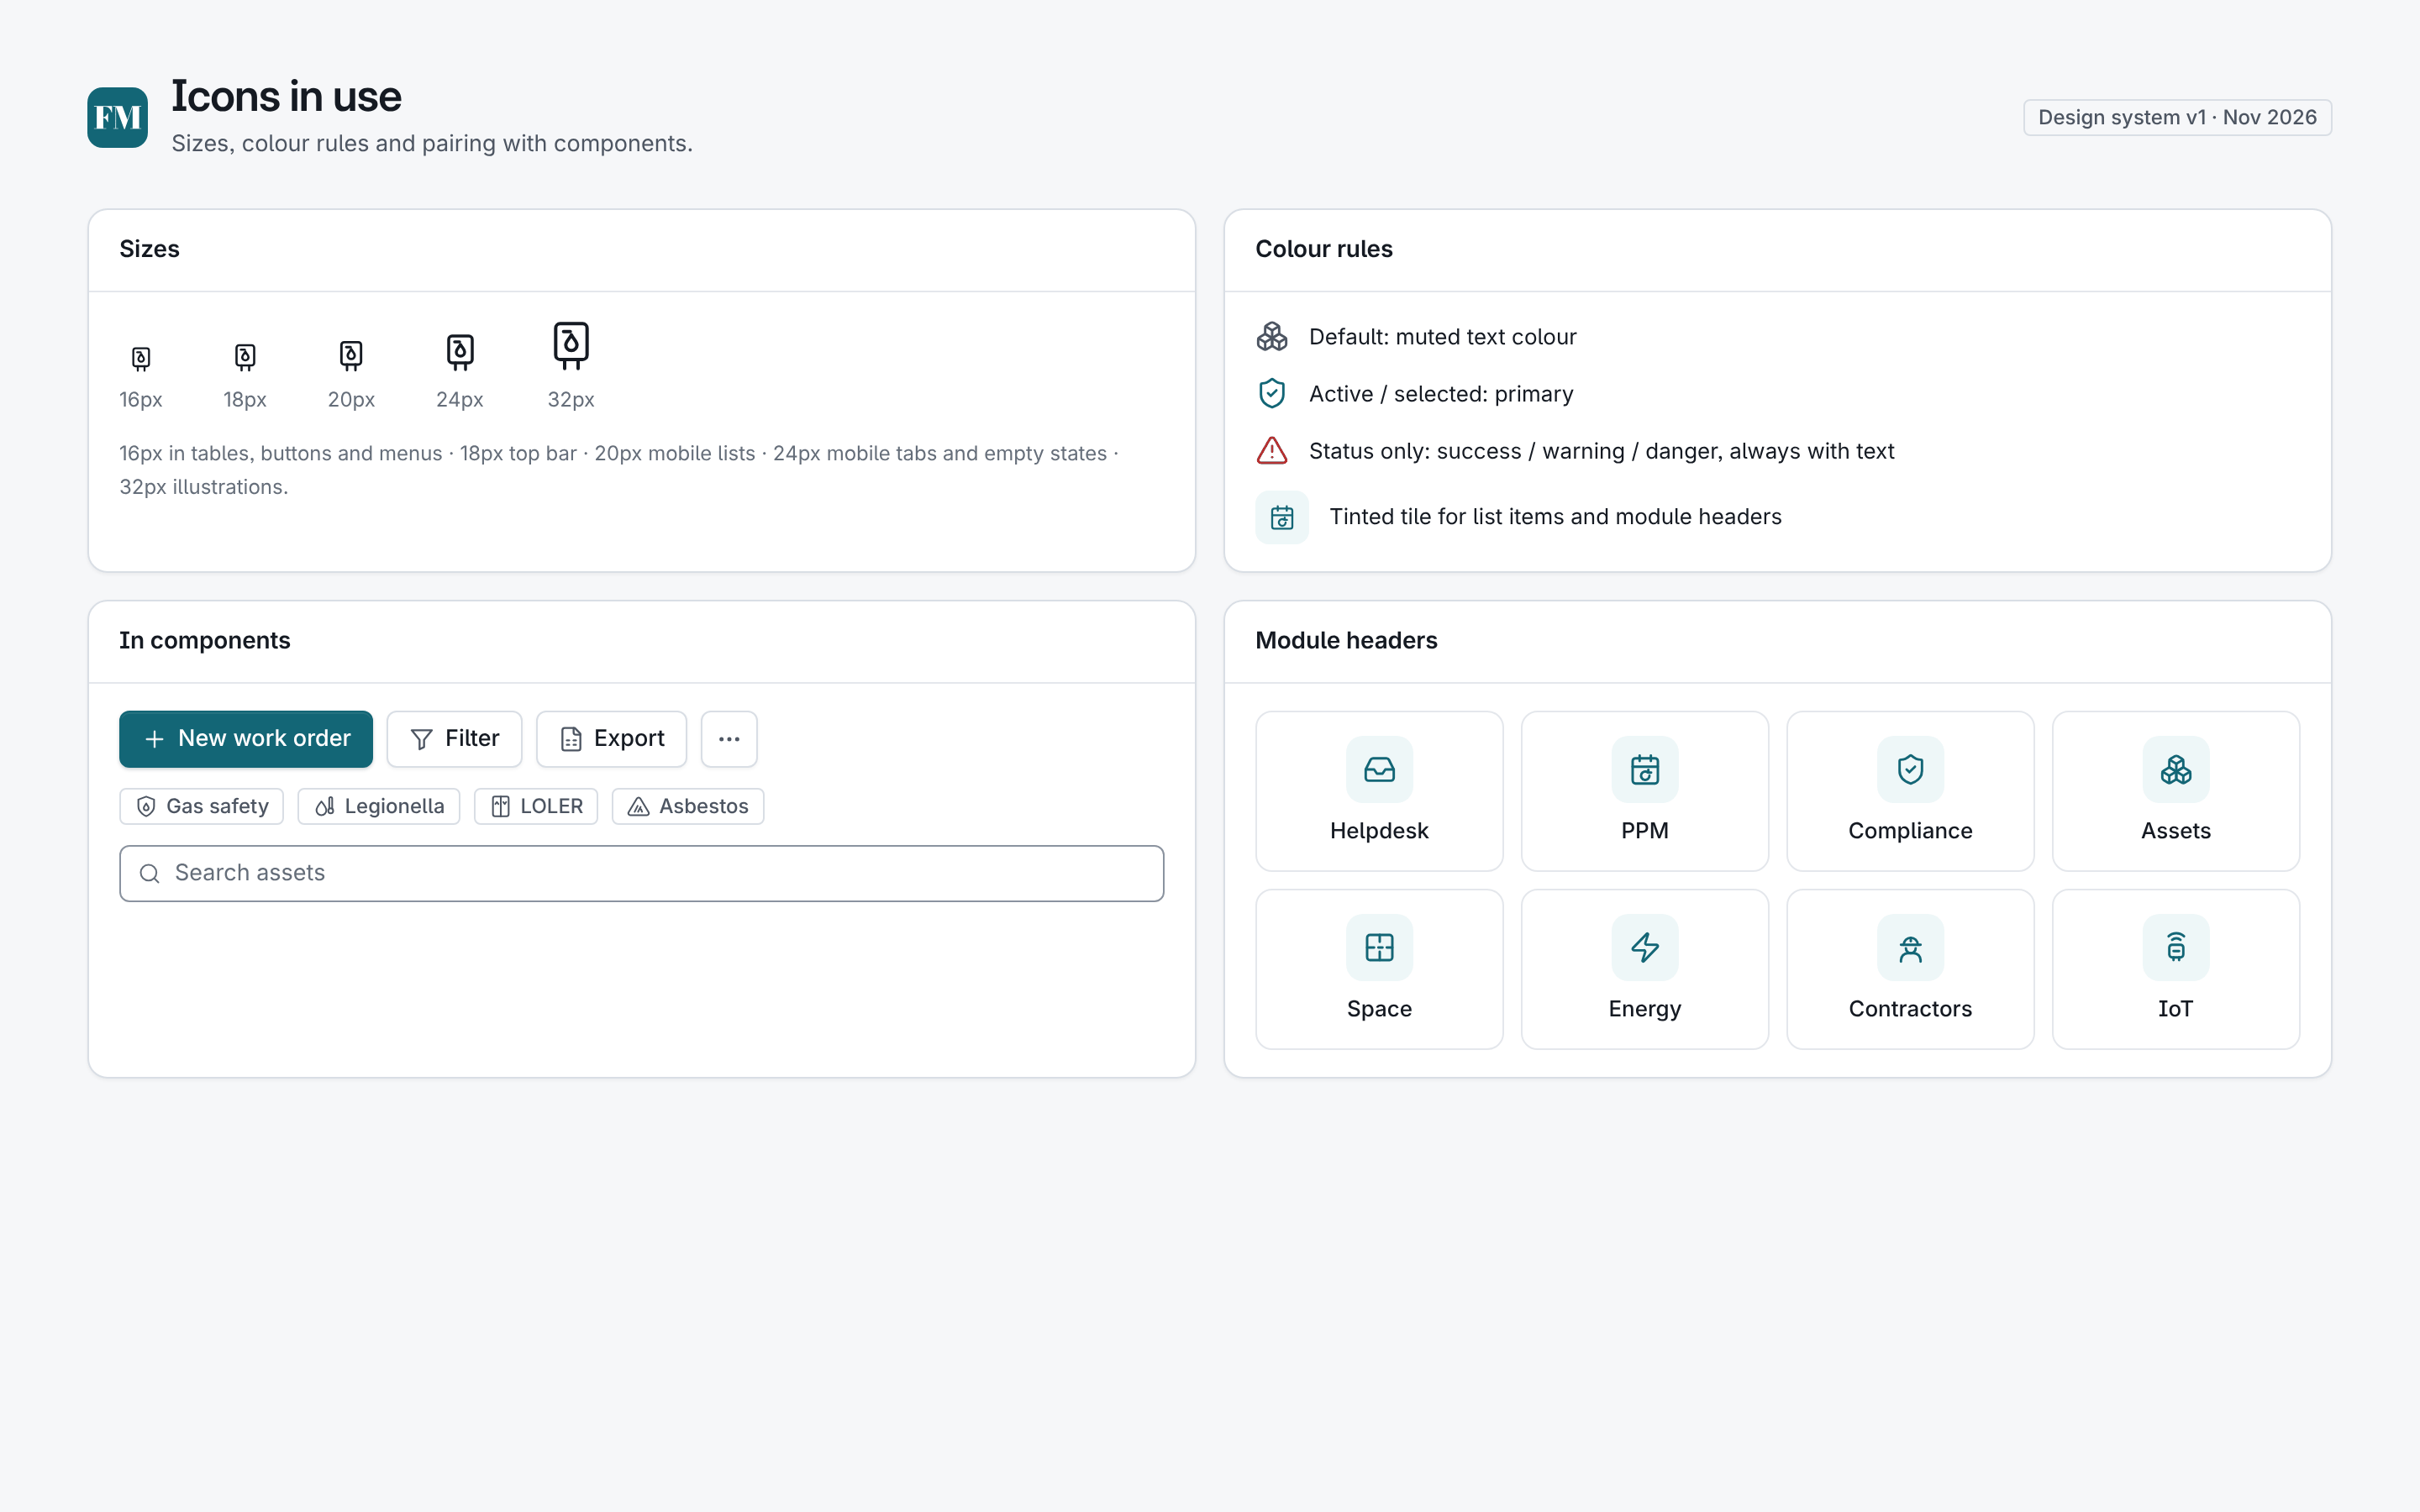 FM
Icons in use
Sizes, colour rules and pairing with components.
Design system v1 · Nov 2026
Sizes
16px
18px
20px
24px
32px
16px in tables, buttons and menus · 18px top bar · 20px mobile lists · 24px mobile tabs and empty states ·
32px illustrations.
Colour rules
Default: muted text colour
Active / selected: primary
Status only: success / warning / danger, always with text
Tinted tile for list items and module headers
In components
New work order
Filter
Export
Gas safety
Legionella
LOLER
Asbestos
Search assets
Module headers
Helpdesk
PPM
Compliance
Assets
Space
Energy
Contractors
IoT